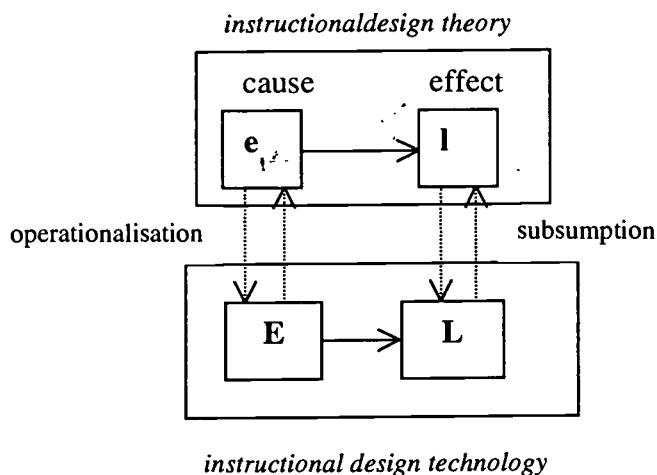 instructionaldesign theory
cause effect
e l
operationalisation subsumption
E L
instructional design technology